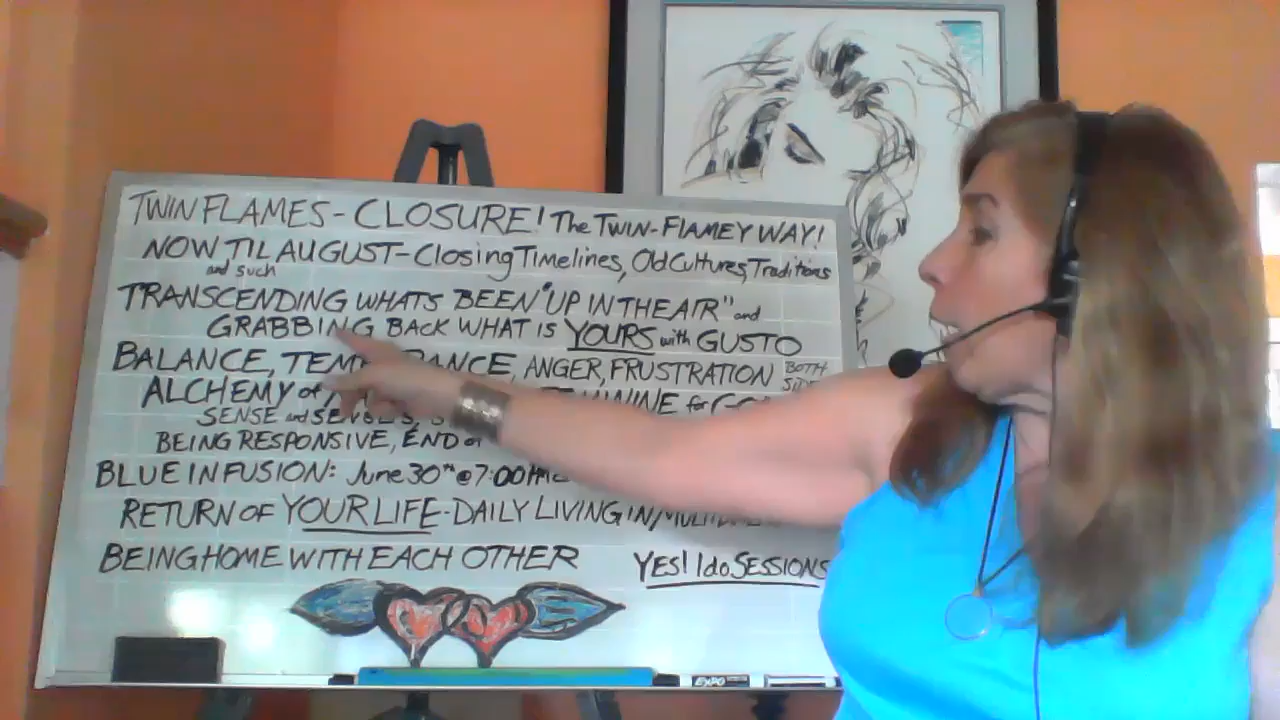 TWIN FLAMES - CLOSURE! The TWIN-FLAMEY WAY!
NOW TIL AUGUST - Closing Timelines, Old Cultures, Traditions
and such
TRANSCENDING WHATS BEEN "UP IN THE AIR" and
GRABBING BACK WHAT IS YOURS with GUSTO
BALANCE, ANGER, FRUSTRATION BOTH
ALCHEMY of for
SENSE and
BEING RESPONSIVE, END of
BLUE INFUSION: June 30th @ 7:00
RETURN OF YOUR LIFE - DAILY LIVING IN
BEING HOME WITH EACH OTHER
YES! I do SESSIONS
EXPO